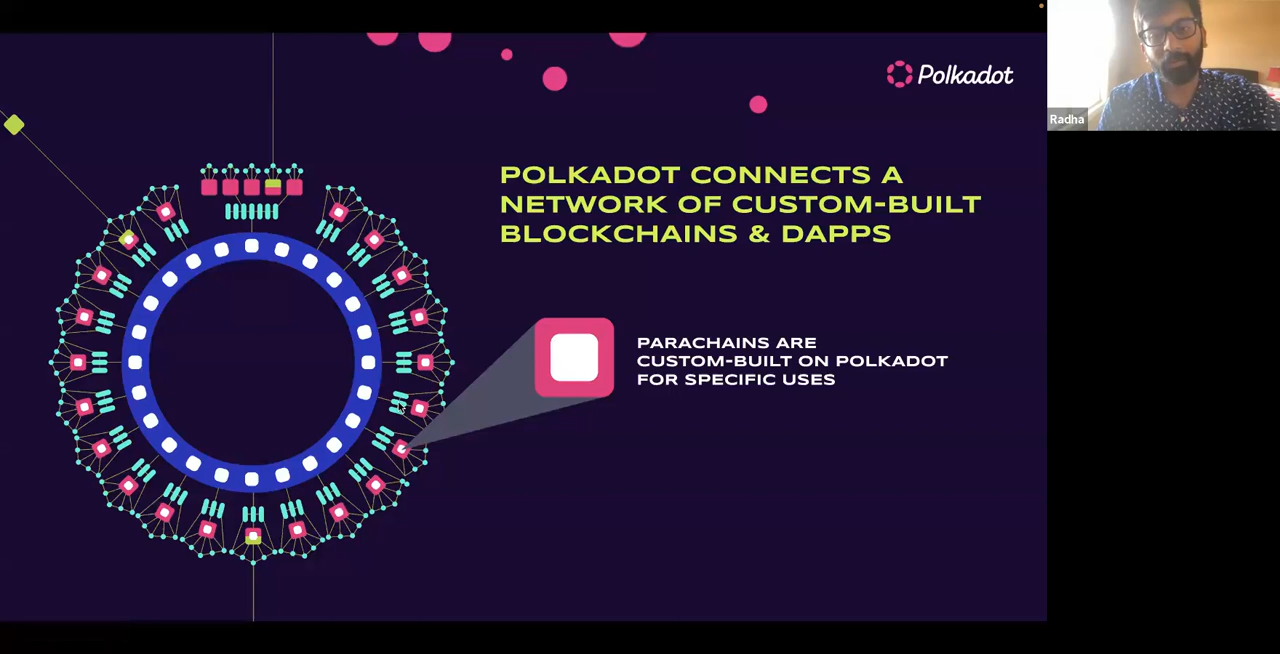 Polkadot
Radha
POLKADOT CONNECTS A
NETWORK OF CUSTOM-BUILT
BLOCKCHAINS & DAPPS
PARACHAINS ARE
CUSTOM-BUILT ON POLKADOT
FOR SPECIFIC USES